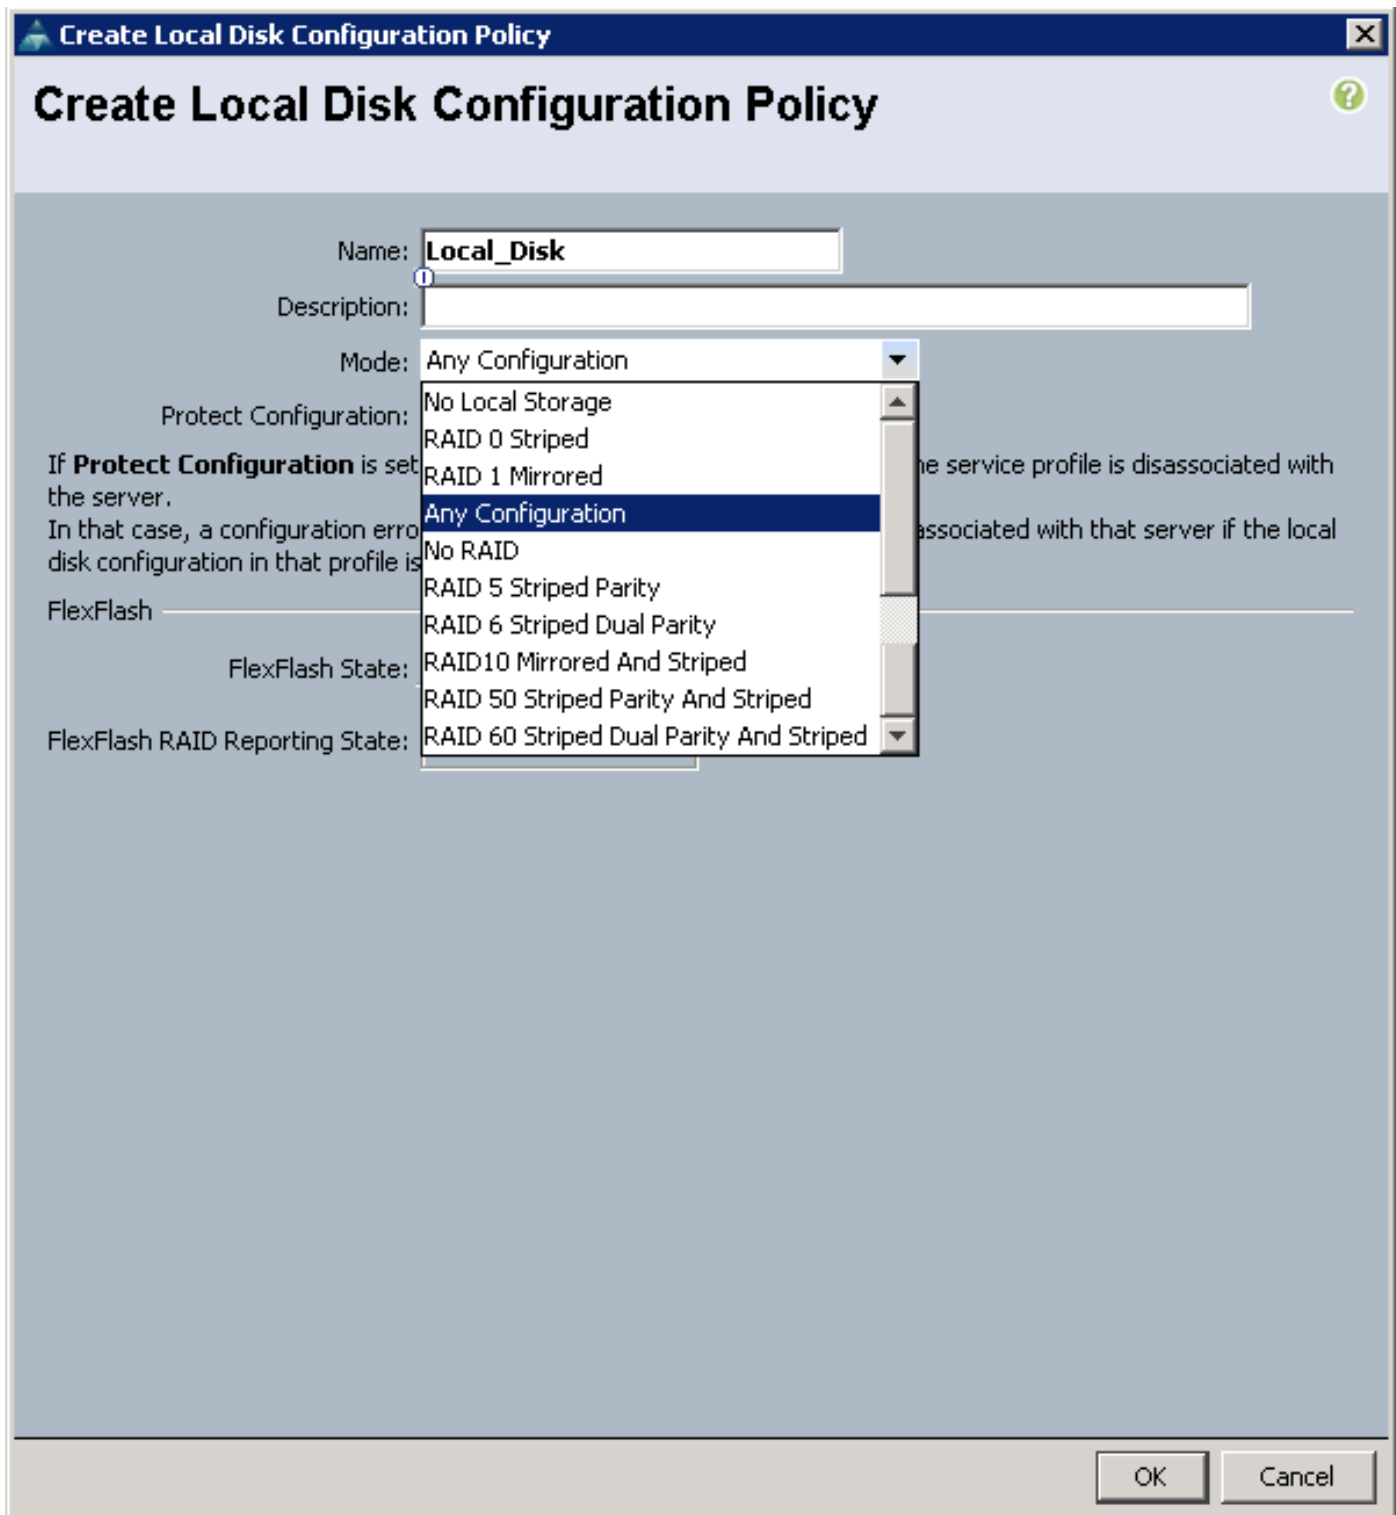 Create Local Disk Configuration Policy
Create Local Disk Configuration Policy
Name: Local_Disk
Description:
Mode: Any Configuration
No Local Storage
RAID 0 Striped
RAID 1 Mirrored
Any Configuration
No RAID
RAID 5 Striped Parity
RAID 6 Striped Dual Parity
RAID10 Mirrored And Striped
RAID 50 Striped Parity And Striped
RAID 60 Striped Dual Parity And Striped
Protect Configuration:
If Protect Configuration is set he service profile is disassociated with
the server.
In that case, a configuration erro associated with that server if the local
disk configuration in that profile is
FlexFlash
FlexFlash State:
FlexFlash RAID Reporting State:
OK Cancel